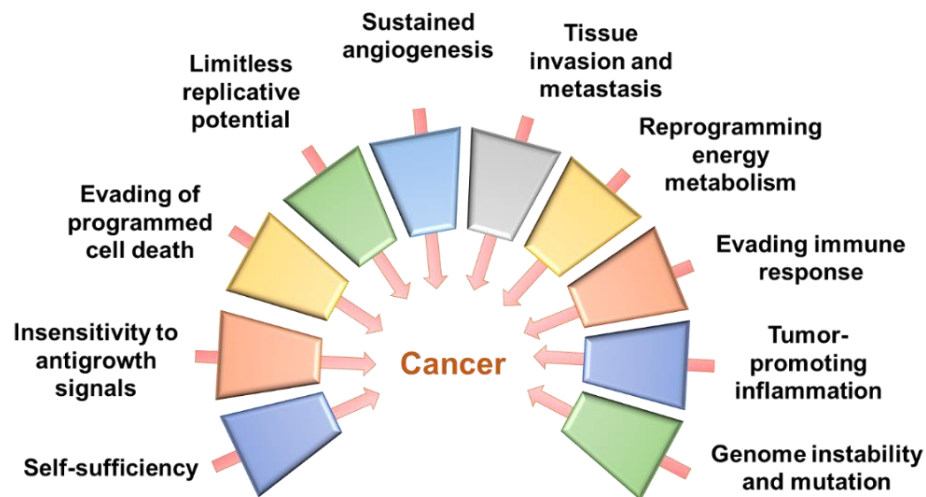 Sustained
angiogenesis
Tissue
invasion and
metastasis
Limitless
replicative
potential
Reprogramming
energy
metabolism
Evading of
programmed
cell death
Evading immune
response
Insensitivity to
antigrowth
signals
Cancer
Tumor-
promoting
inflammation
Self-sufficiency
Genome instability
and mutation